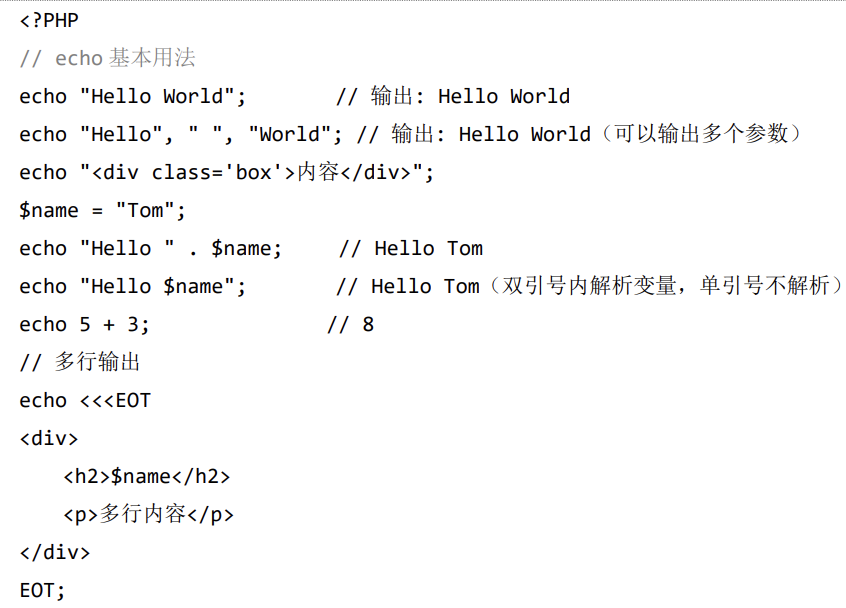 <?PHP
// echo 基本用法
echo "Hello World";       // 输出: Hello World
echo "Hello", " ", "World"; // 输出: Hello World（可以输出多个参数）
echo "<div class='box'>内容</div>";
$name = "Tom";
echo "Hello " . $name;     // Hello Tom
echo "Hello $name";       // Hello Tom（双引号内解析变量，单引号不解析）
echo 5 + 3;               // 8
// 多行输出
echo <<<EOT
<div>
    <h2>$name</h2>
    <p>多行内容</p>
</div>
EOT;